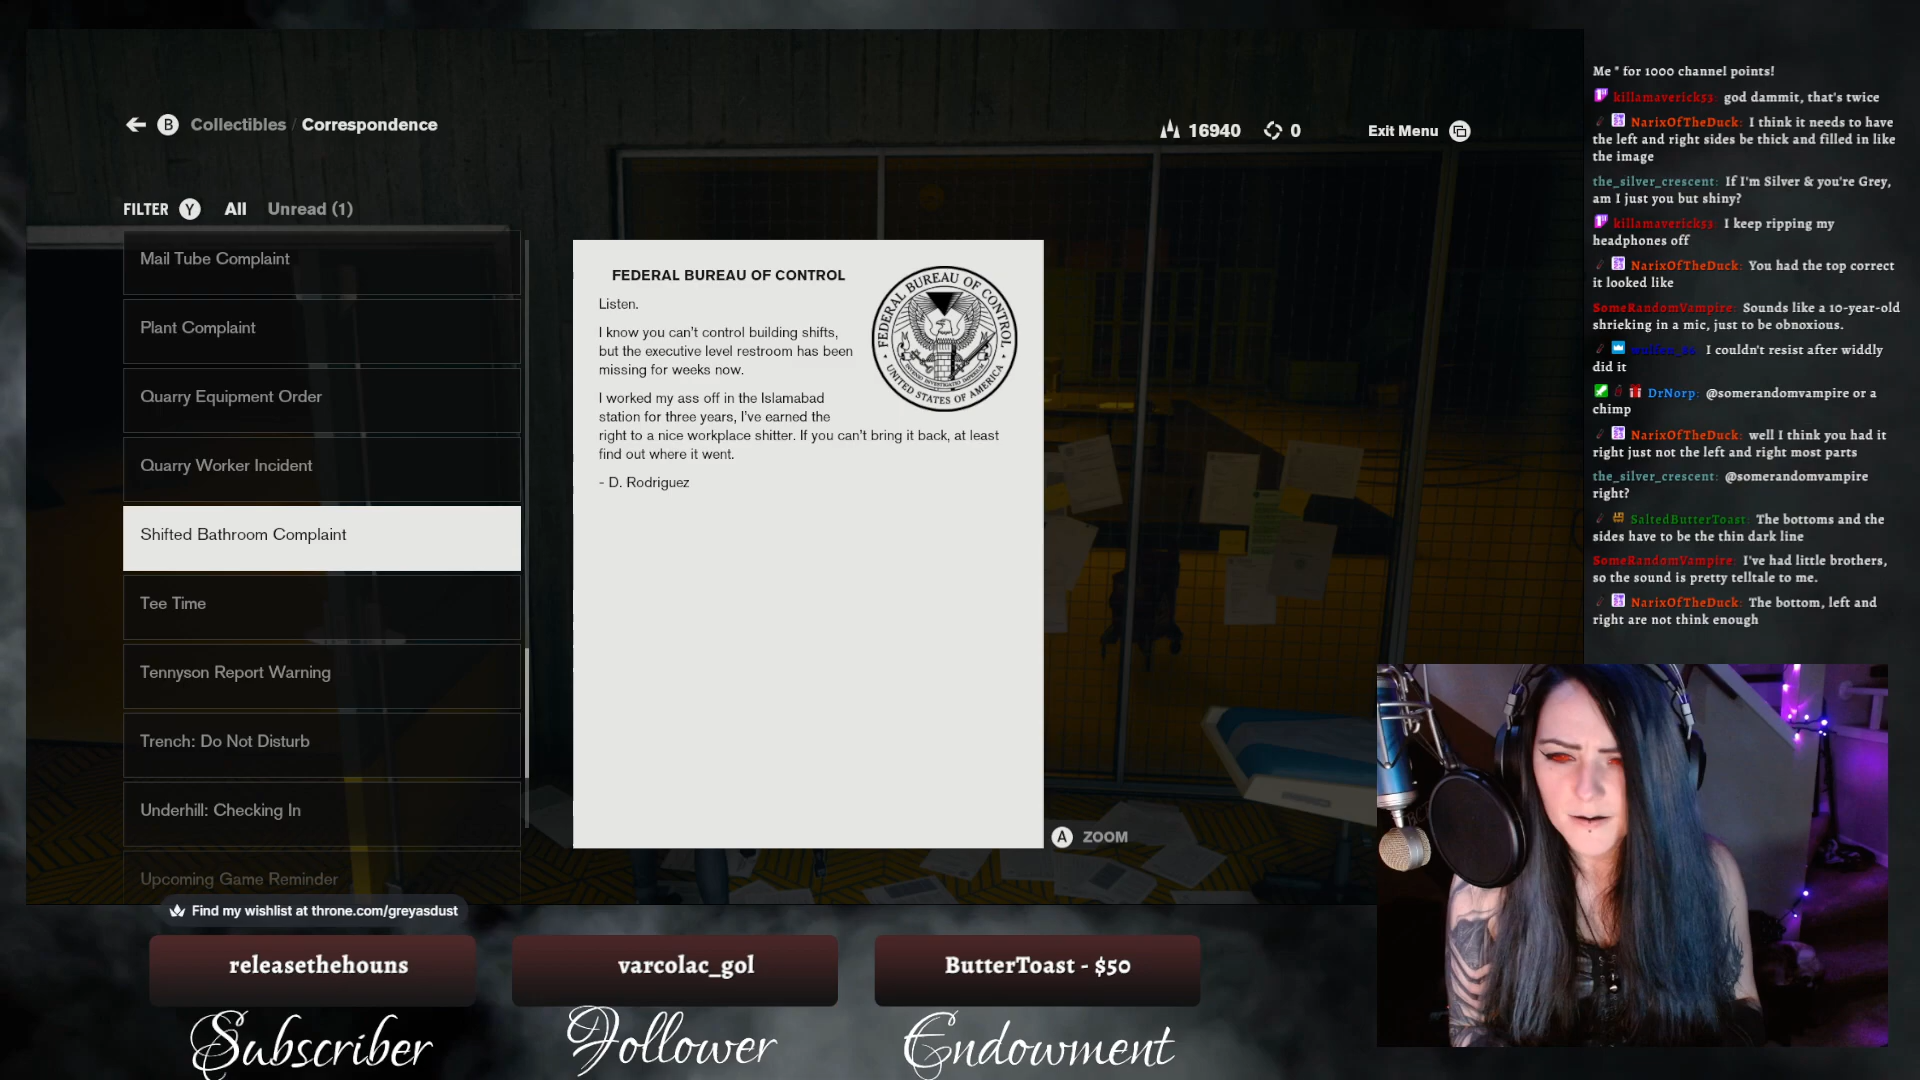 B Collectibles / Correspondence
16940 0 Exit Menu
FILTER Y All Unread (1)
Mail Tube Complaint
Plant Complaint
Quarry Equipment Order
Quarry Worker Incident
Shifted Bathroom Complaint
Tee Time
Tennyson Report Warning
Trench: Do Not Disturb
Underhill: Checking In
Upcoming Game Reminder
FEDERAL BUREAU OF CONTROL
Listen.
I know you can't control building shifts,
but the executive level restroom has been
missing for weeks now.
I worked my ass off in the Islamabad
station for three years, I've earned the
right to a nice workplace shitter. If you can't bring it back, at least
find out where it went.
- D. Rodriguez
FEDERAL BUREAU OF CONTROL
UNITED STATES OF AMERICA
A ZOOM
Me * for 1000 channel points!
killamaverick53: god dammit, that's twice
NarixOfTheDuck: I think it needs to have
the left and right sides be thick and filled in like
the image
the_silver_crescent: If I'm Silver & you're Grey,
am I just you but shiny?
killamaverick53: I keep ripping my
headphones off
NarixOfTheDuck: You had the top correct
it looked like
SomeRandomVampire: Sounds like a 10-year-old
shrieking in a mic, just to be obnoxious.
I couldn't resist after widdly
did it
DrNorp: @somerandomvampire or a
chimp
NarixOfTheDuck: well I think you had it
right just not the left and right most parts
the_silver_crescent: @somerandomvampire
right?
SaltedButterToast: The bottoms and the
sides have to be the thin dark line
SomeRandomVampire: I've had little brothers,
so the sound is pretty telltale to me.
NarixOfTheDuck: The bottom, left and
right are not think enough
Find my wishlist at throne.com/greyasdust
releasethehouns
varcolac_gol
ButterToast - $50
Subscriber
Follower
Endowment